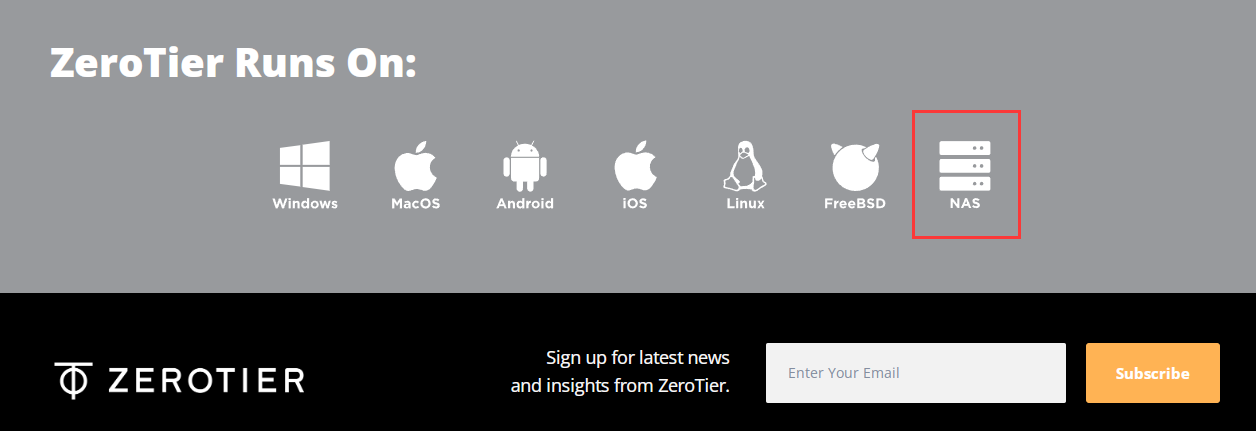 ZeroTier Runs On:
Windows
MacOS
Android
iOS
Linux
FreeBSD
NAS
ZEROTIER
Sign up for latest news
and insights from ZeroTier.
Enter Your Email
Subscribe